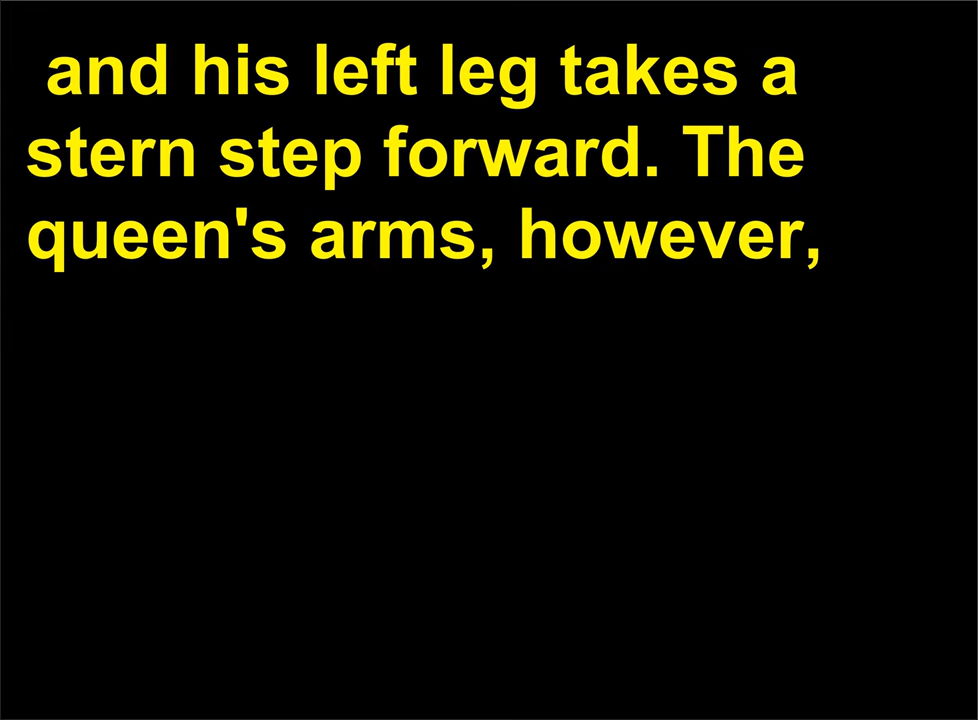 and his left leg takes a
stern step forward. The
queen's arms, however,